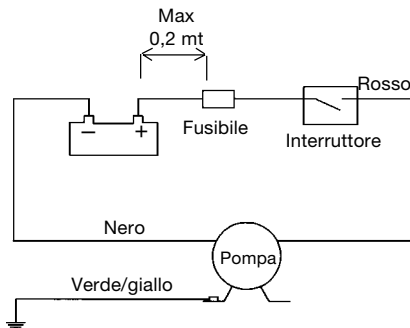 Max
0,2 mt
Rosso
− +
Fusibile
Interruttore
Nero
Pompa
Verde/giallo